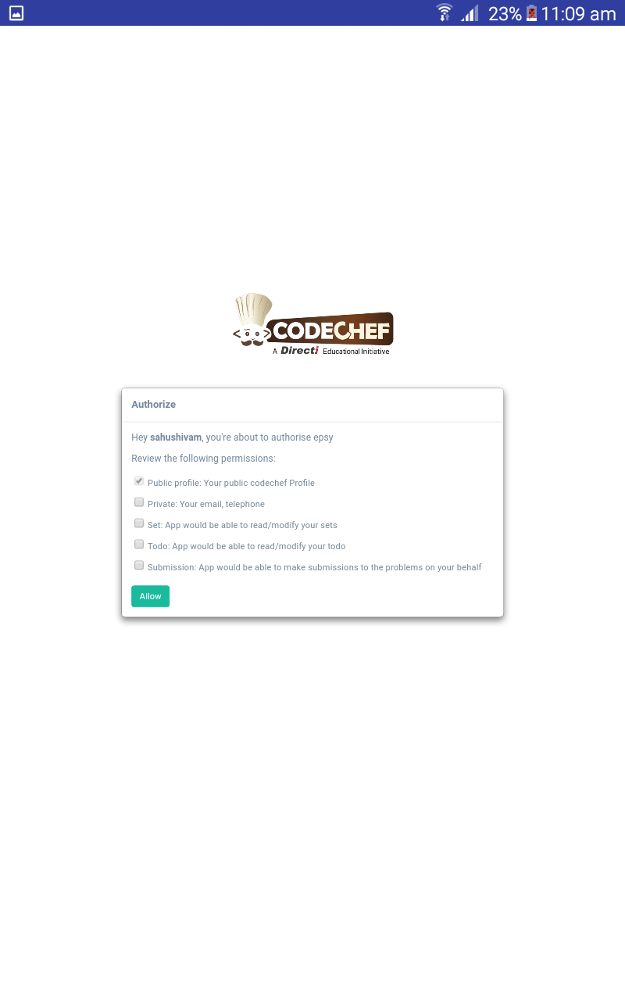 23% 11:09 am
CODECHEF
A Directi Educational Initiative
Authorize
Hey sahushivam, you're about to authorise epsy
Review the following permissions:
Public profile: Your public codechef Profile
Private: Your email, telephone
Set: App would be able to read/modify your sets
Todo: App would be able to read/modify your todo
Submission: App would be able to make submissions to the problems on your behalf
Allow